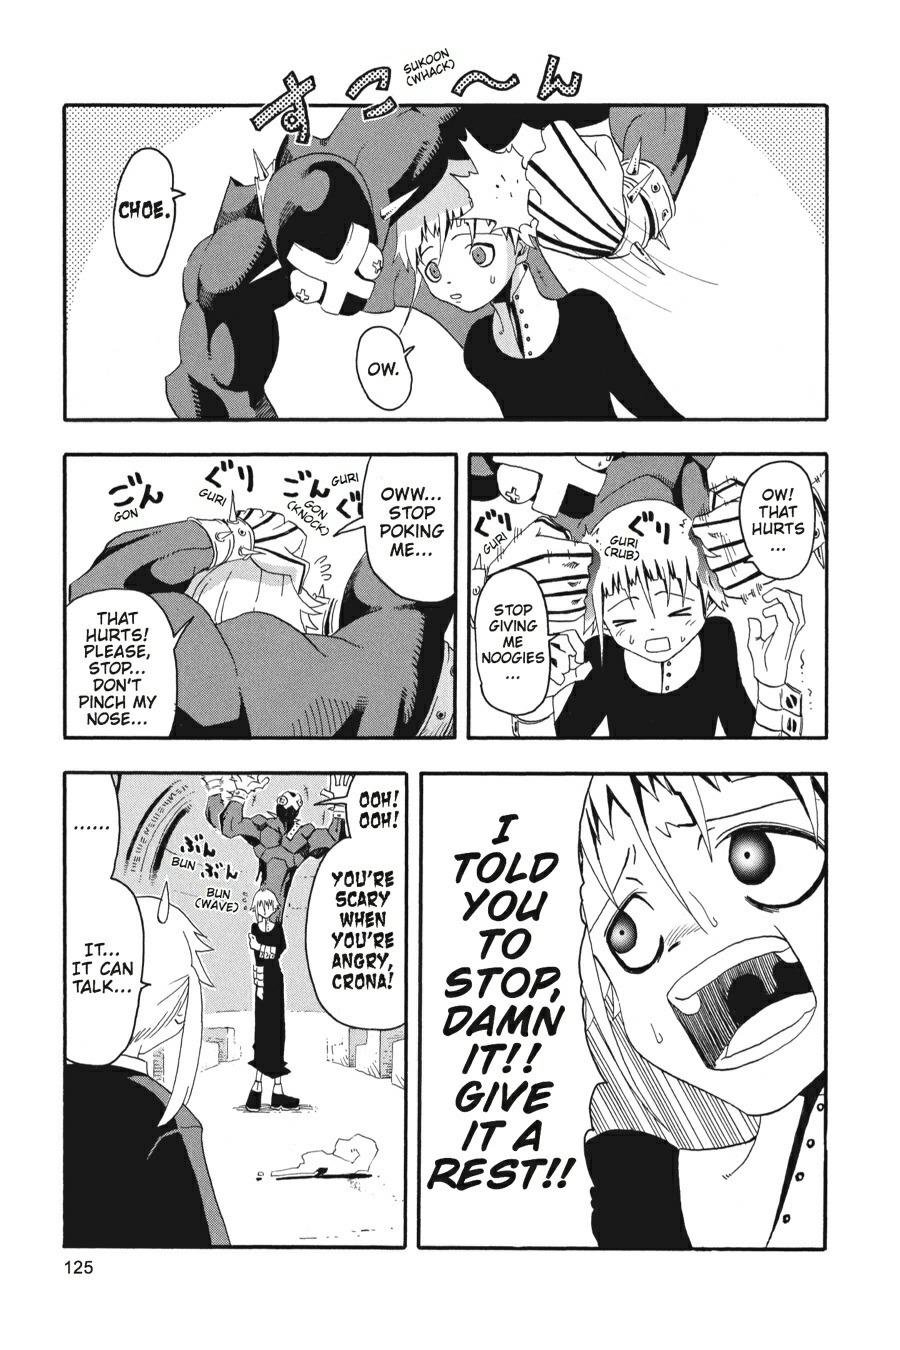 すこ～ん
SUKOON
(WHACK)
CHOE.
OW.
OW!
THAT
HURTS
...
ぐり
GURI
(RUB)
ぐり
GURI
STOP
GIVING
ME
NOOGIES
...
OWW...
STOP
POKING
ME...
ぐ
GURI
ごん
GON
(KNOCK)
ぐり
GURI
ごん
GON
THAT
HURTS!
PLEASE,
STOP...
DON'T
PINCH MY
NOSE...
I
TOLD
YOU
TO
STOP,
DAMN
IT!!
GIVE
IT A
REST!!
OOH!
OOH!
YOU'RE
SCARY
WHEN
YOU'RE
ANGRY,
CRONA!
ぶん
BUN
ぶん
BUN
(WAVE)
......
IT...
IT CAN
TALK...
125